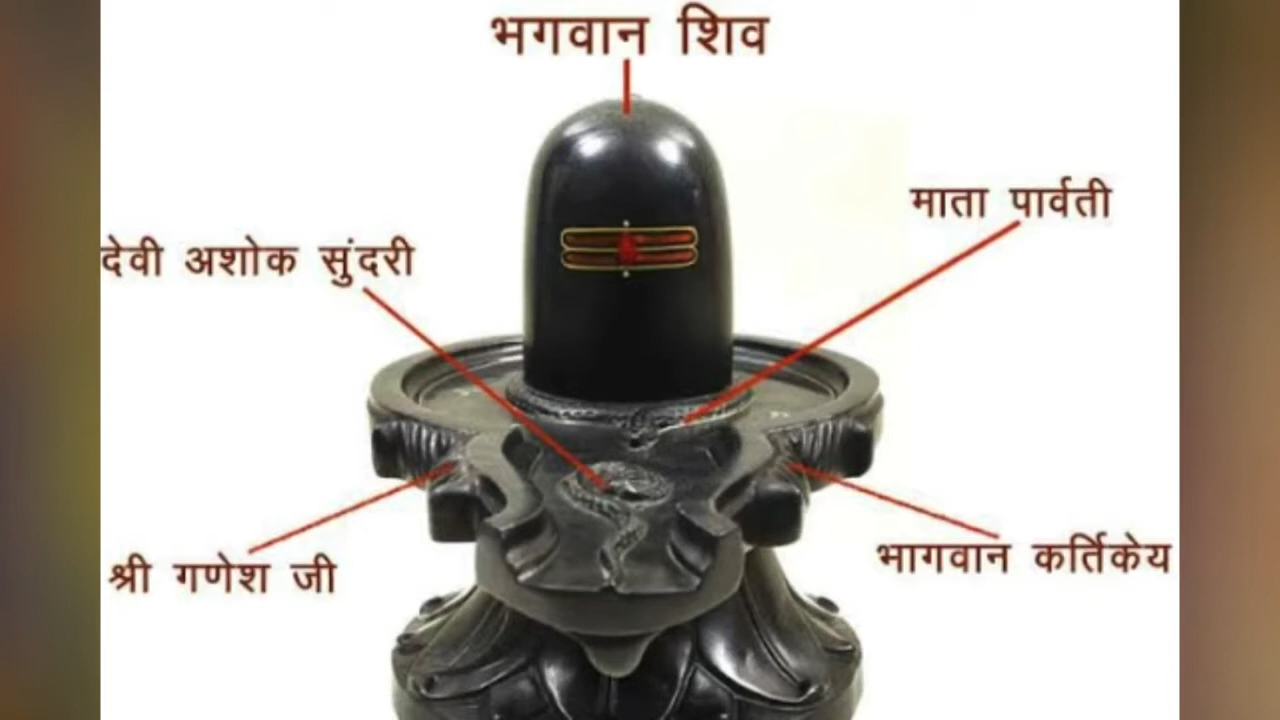 भगवान शिव
माता पार्वती
देवी अशोक सुंदरी
श्री गणेश जी
भागवान कर्तिकेय